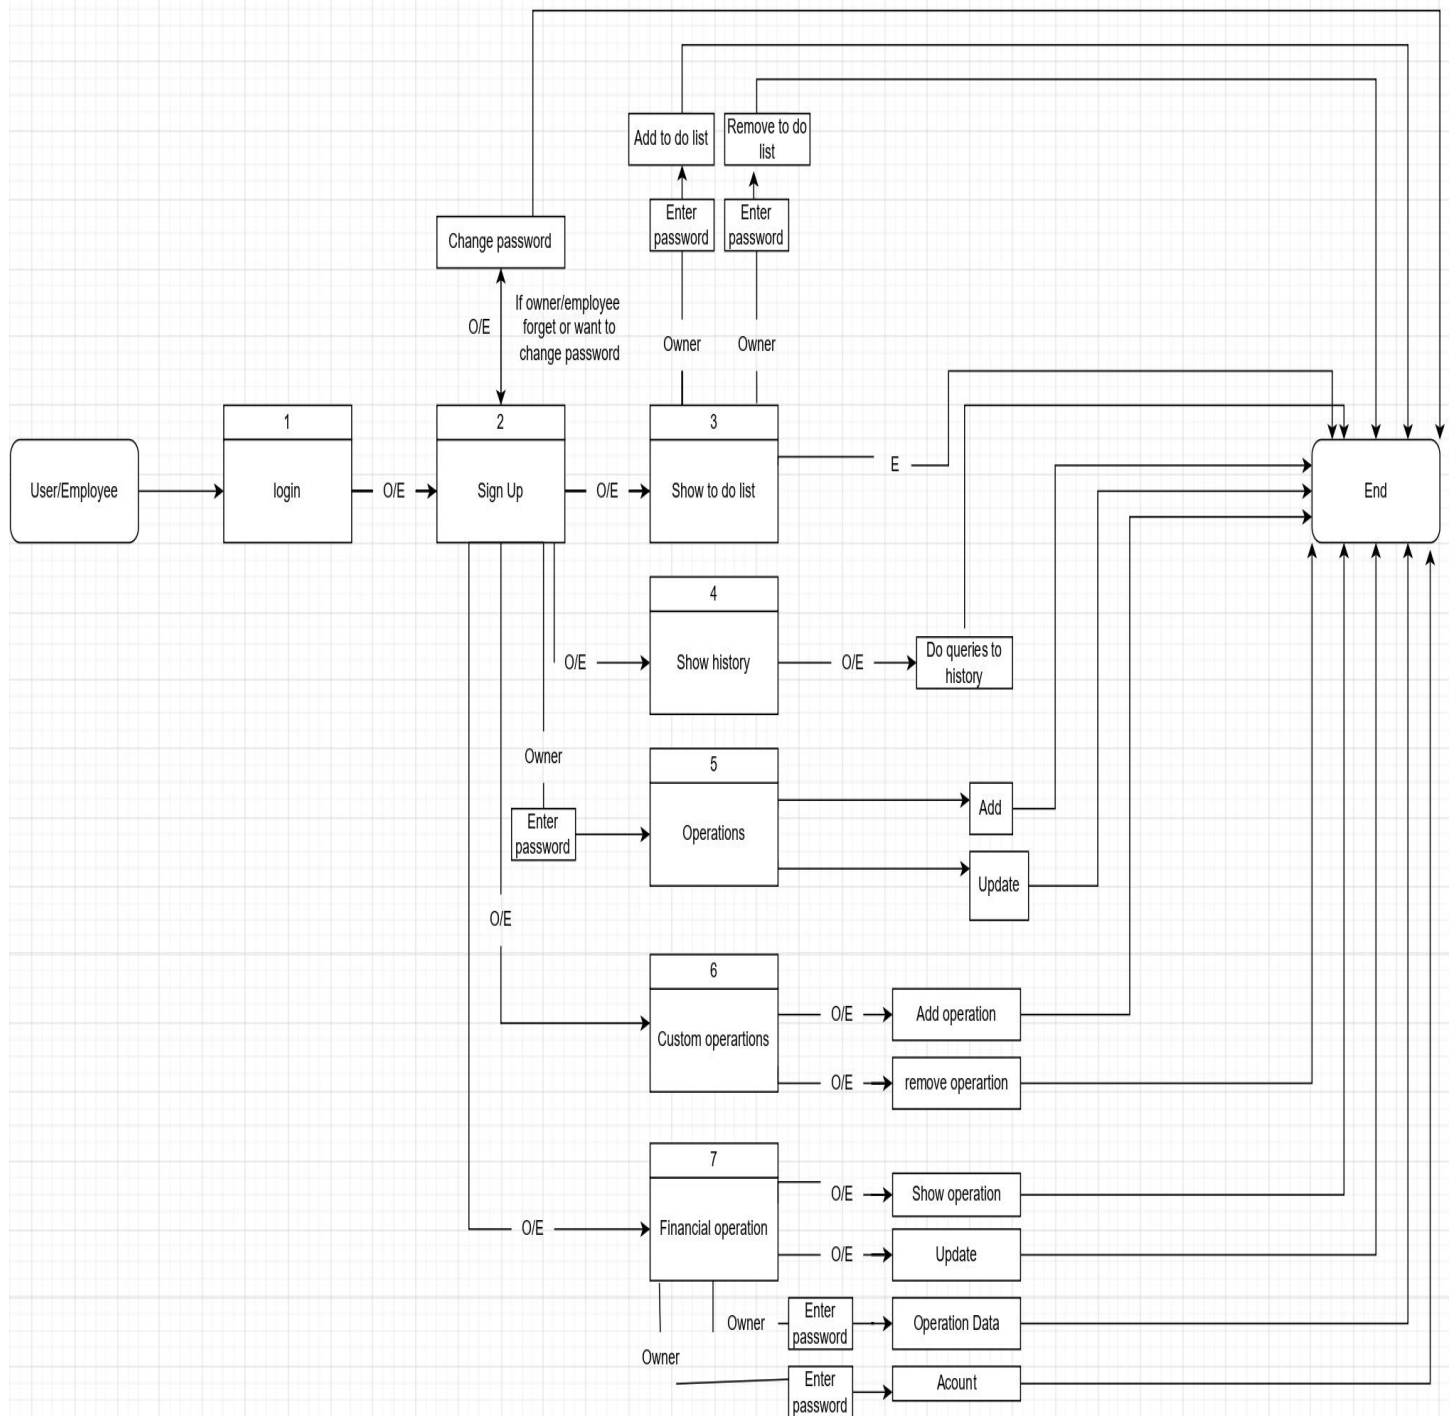 Add to do list
Remove to do
list
Enter
password
Enter
password
Change password
If owner/employee
forget or want to
change password
O/E
Owner
Owner
1
2
3
User/Employee
login
O/E
Sign Up
O/E
Show to do list
E
End
4
O/E
Show history
O/E
Do queries to
history
Owner
5
Enter
password
Operations
Add
Update
O/E
6
Custom operartions
O/E
Add operation
O/E
remove operartion
7
O/E
Financial operation
O/E
Show operation
O/E
Update
Owner
Enter
password
Operation Data
Owner
Enter
password
Acount